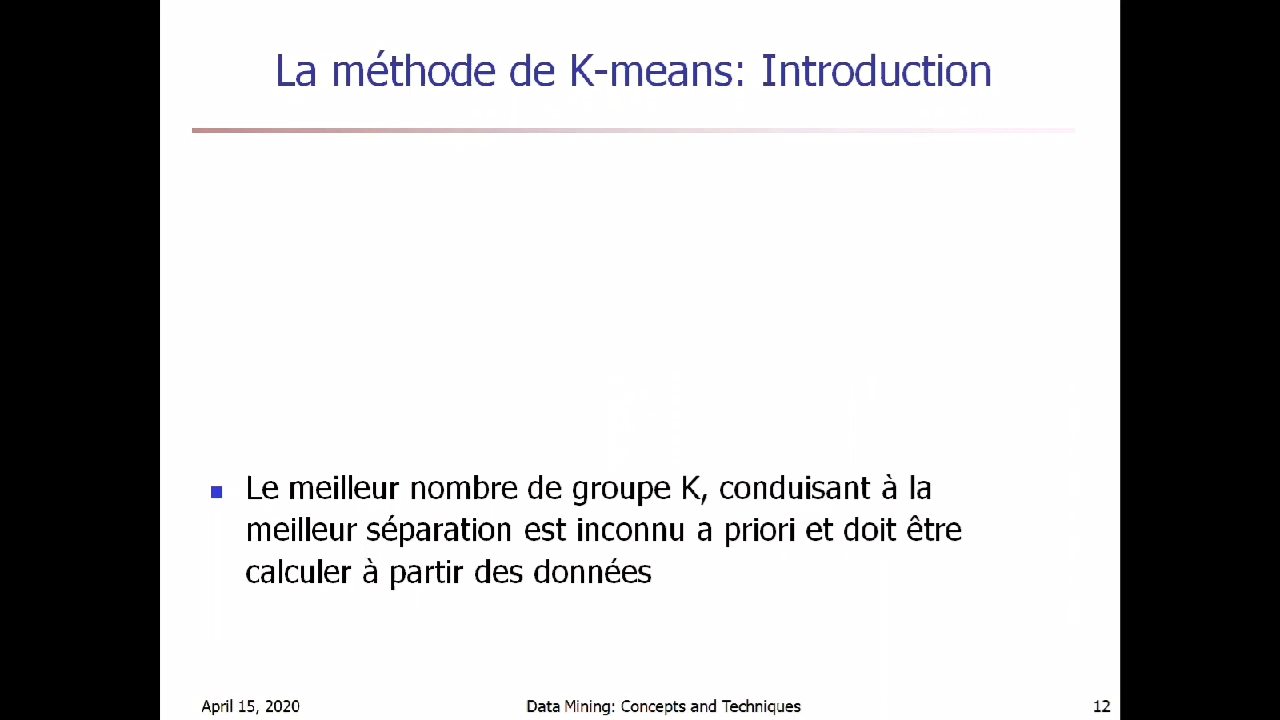 La méthode de K-means: Introduction
Le meilleur nombre de groupe K, conduisant à la
meilleur séparation est inconnu a priori et doit être
calculer à partir des données
April 15, 2020
Data Mining: Concepts and Techniques
12